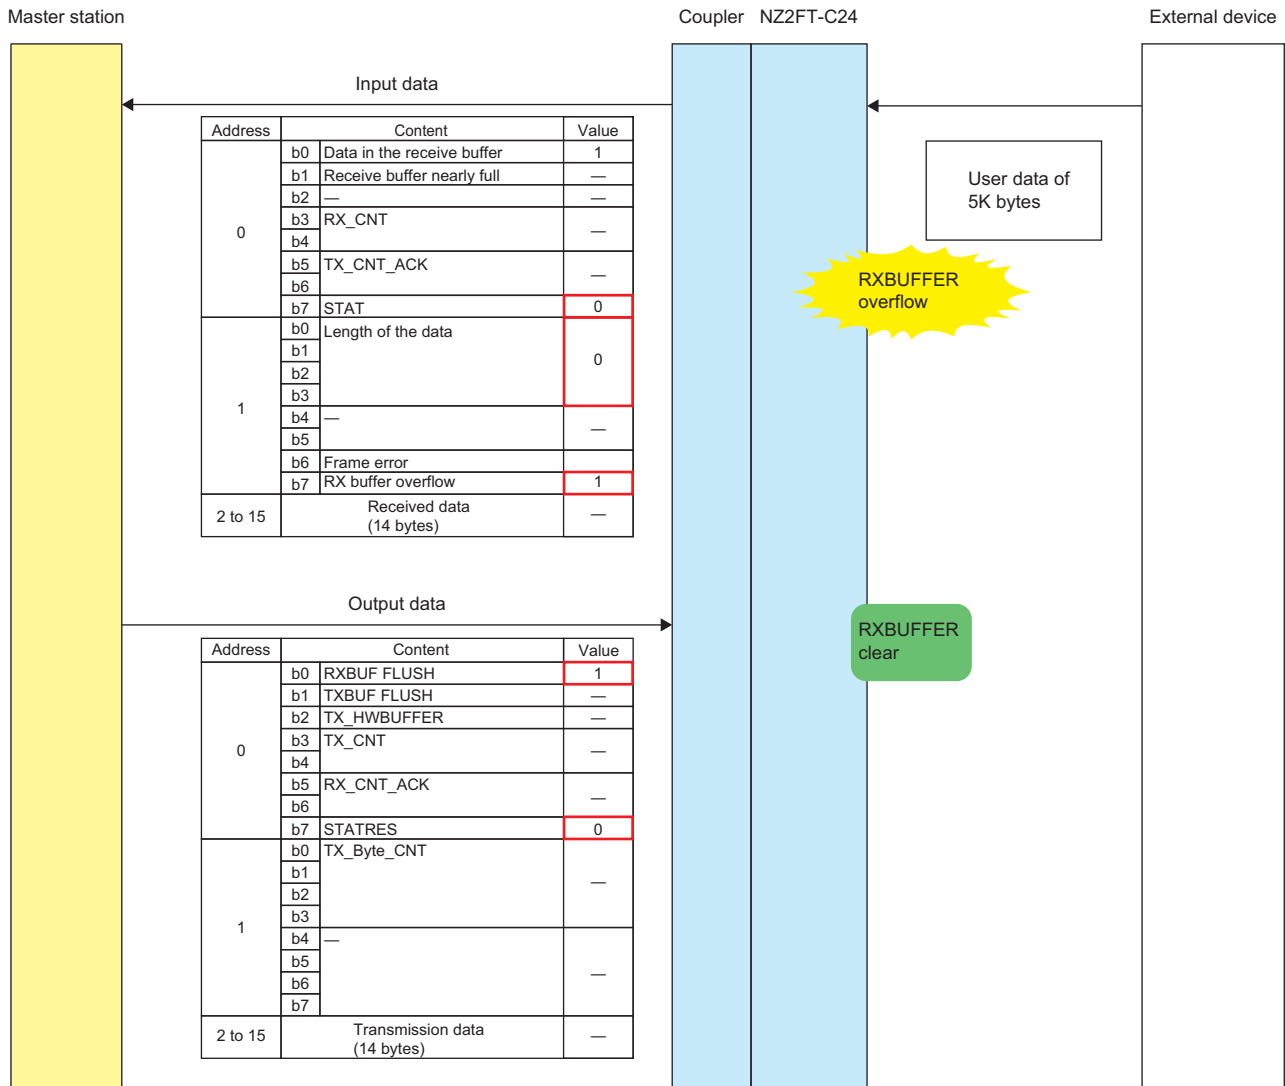 Master station
Coupler NZ2FT-C24
External device
Input data
Address Content Value
0
b0 Data in the receive buffer 1
b1 Receive buffer nearly full —
b2 — —
b3 RX_CNT —
b4
b5 TX_CNT_ACK —
b6
b7 STAT 0
1
b0 Length of the data 0
b1
b2
b3
b4 — —
b5
b6 Frame error
b7 RX buffer overflow 1
2 to 15 Received data —
(14 bytes)
User data of
5K bytes
RXBUFFER
overflow
Output data
Address Content Value
0
b0 RXBUF FLUSH 1
b1 TXBUF FLUSH —
b2 TX_HWBUFFER —
b3 TX_CNT —
b4
b5 RX_CNT_ACK —
b6
b7 STATRES 0
1
b0 TX_Byte_CNT —
b1
b2
b3
b4 — —
b5
b6
b7
2 to 15 Transmission data —
(14 bytes)
RXBUFFER
clear